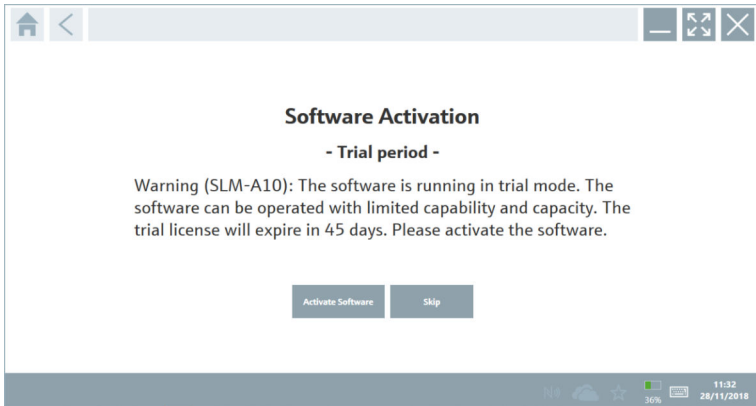 Software Activation
- Trial period -
Warning (SLM-A10): The software is running in trial mode. The
software can be operated with limited capability and capacity. The
trial license will expire in 45 days. Please activate the software.
Activate Software
Skip
36%
11:32
28/11/2018